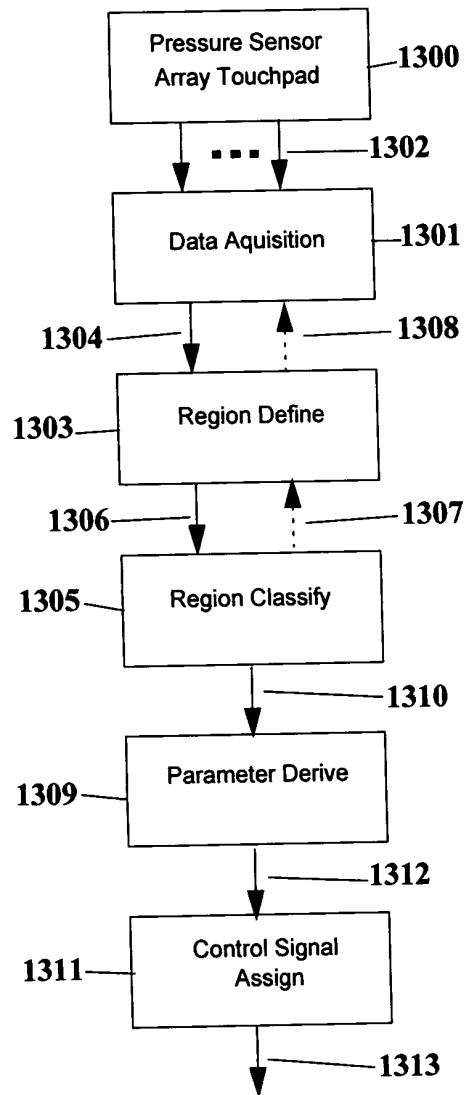 Pressure Sensor
Array Touchpad
1300
1302
Data Aquisition
1301
1304
1308
Region Define
1303
1306
1307
Region Classify
1305
1310
Parameter Derive
1309
1312
Control Signal
Assign
1311
1313